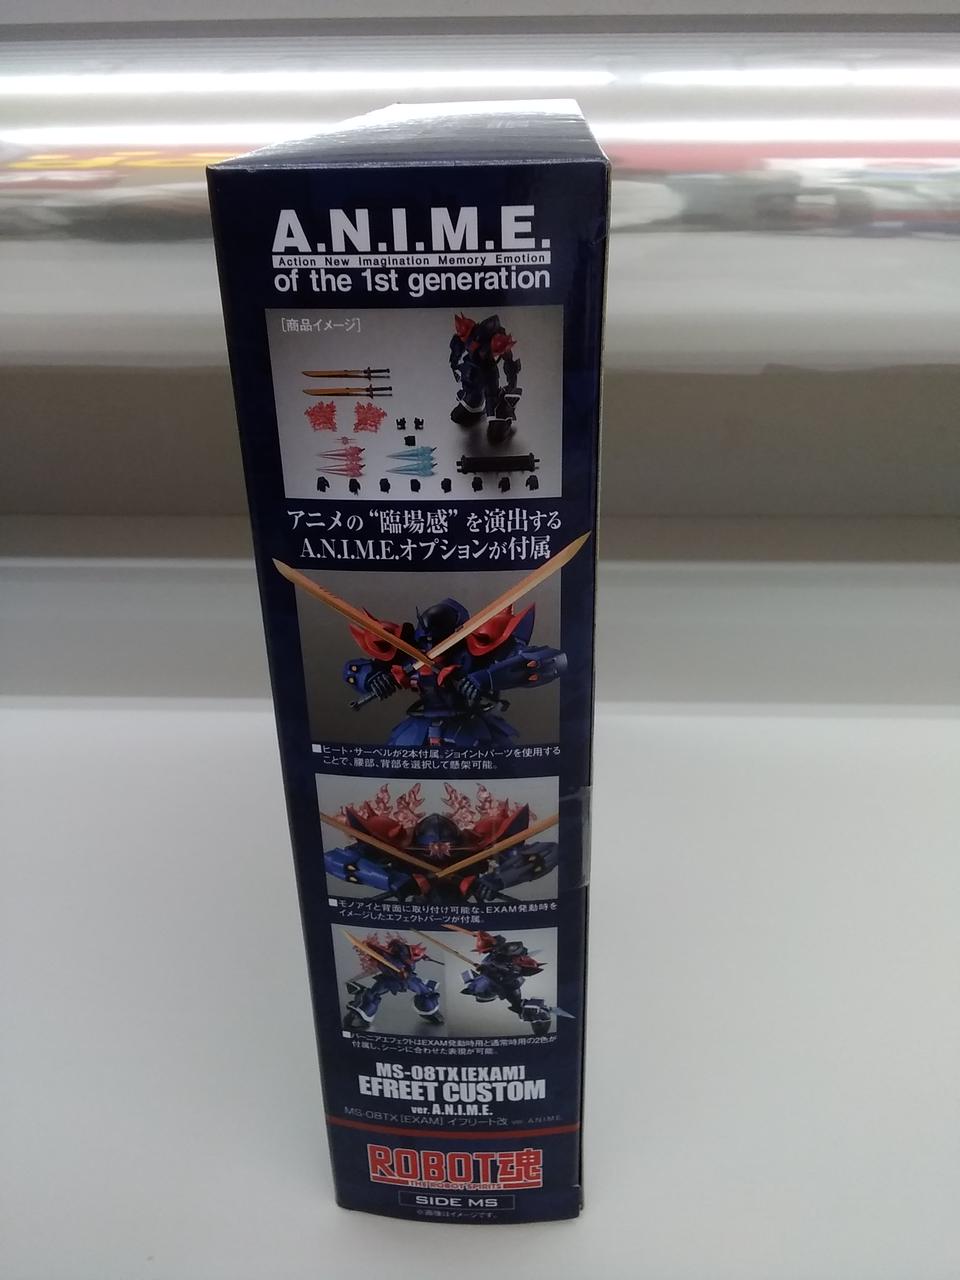 A.N.I.M.E.
Action New Imagination Memory Emotion
of the 1st generation
[商品イメージ]
アニメの“臨場感”を演出する
A.N.I.M.E.オプションが付属
■ヒート・サーベルが2本付属。ジョイントパーツを使用する
ことで、腰部、背部を選択して懸架可能。
■モノアイと背面に取り付け可能な、EXAM発動時を
イメージしたエフェクトパーツが付属。
■バーニアエフェクトはEXAM発動時用と通常時用の2色が
付属し、シーンに合わせた表現が可能。
MS-08TX[EXAM]
EFREET CUSTOM
ver. A.N.I.M.E.
MS-08TX[EXAM] イフリート改 ver. A.N.I.M.E.
ROBOT魂
THE ROBOT SPIRITS
SIDE MS
※画像はイメージです。